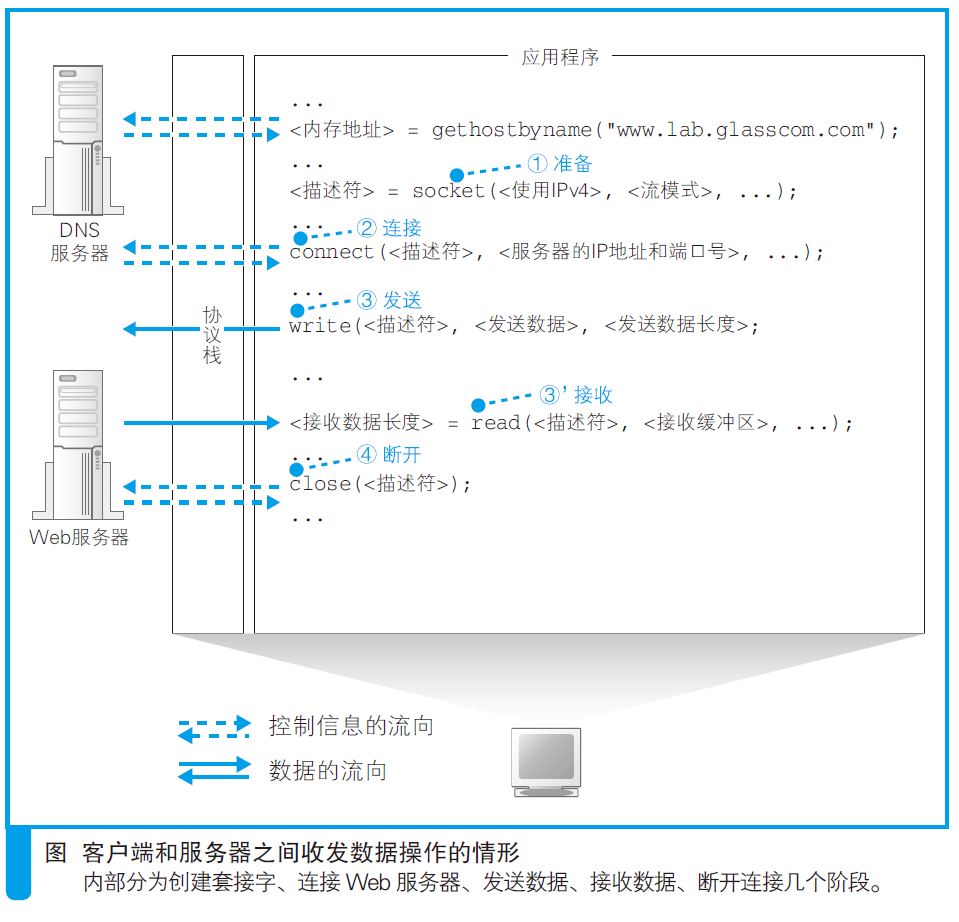 应用程序
...
<内存地址> = gethostbyname("www.lab.glasscom.com");
...
① 准备
<描述符> = socket(<使用IPv4>, <流模式>, ...);
DNS
服务器
...
② 连接
connect(<描述符>, <服务器的IP地址和端口号>, ...);
...
③ 发送
write(<描述符>, <发送数据>, <发送数据长度>;
协
议
栈
...
③’ 接收
<接收数据长度> = read(<描述符>, <接收缓冲区>, ...);
...
④ 断开
close(<描述符>);
...
Web服务器
控制信息的流向
数据的流向
图 客户端和服务器之间收发数据操作的情形
内部分为创建套接字、连接 Web 服务器、发送数据、接收数据、断开连接几个阶段。